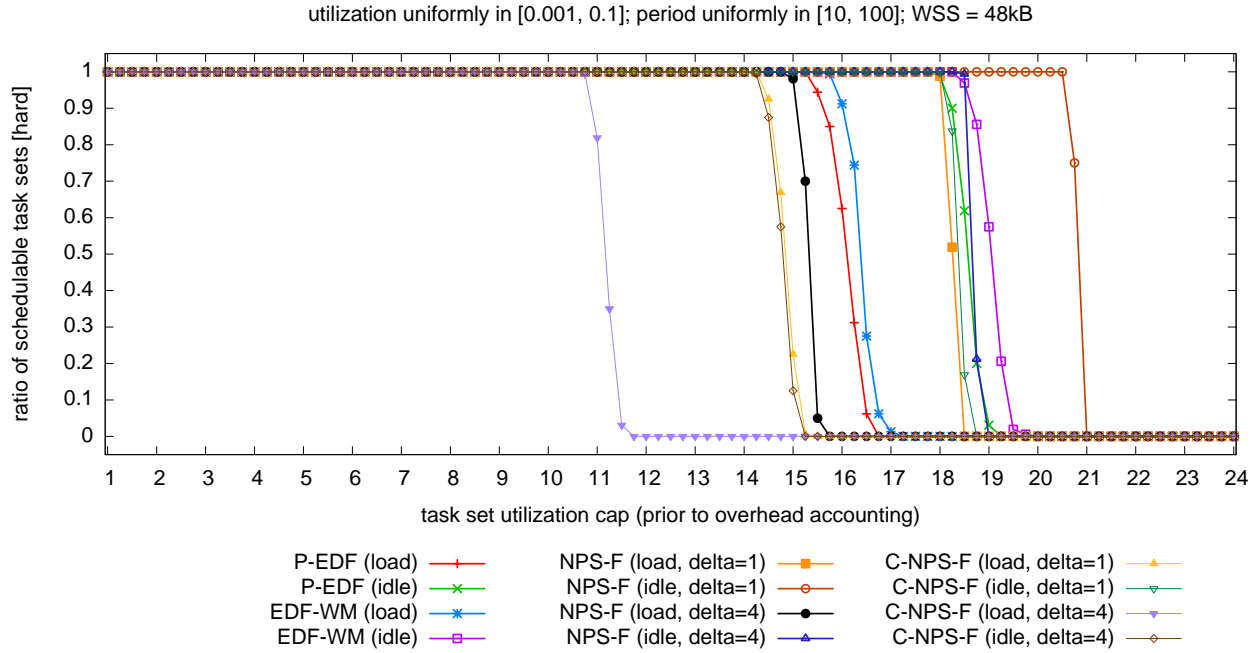 utilization uniformly in [0.001, 0.1]; period uniformly in [10, 100]; WSS = 48kB
ratio of schedulable task sets [hard]
1
0.9
0.8
0.7
0.6
0.5
0.4
0.3
0.2
0.1
0
1 2 3 4 5 6 7 8 9 10 11 12 13 14 15 16 17 18 19 20 21 22 23 24
task set utilization cap (prior to overhead accounting)
P-EDF (load) NPS-F (load, delta=1) C-NPS-F (load, delta=1)
P-EDF (idle) NPS-F (idle, delta=1) C-NPS-F (idle, delta=1)
EDF-WM (load) NPS-F (load, delta=4) C-NPS-F (load, delta=4)
EDF-WM (idle) NPS-F (idle, delta=4) C-NPS-F (idle, delta=4)